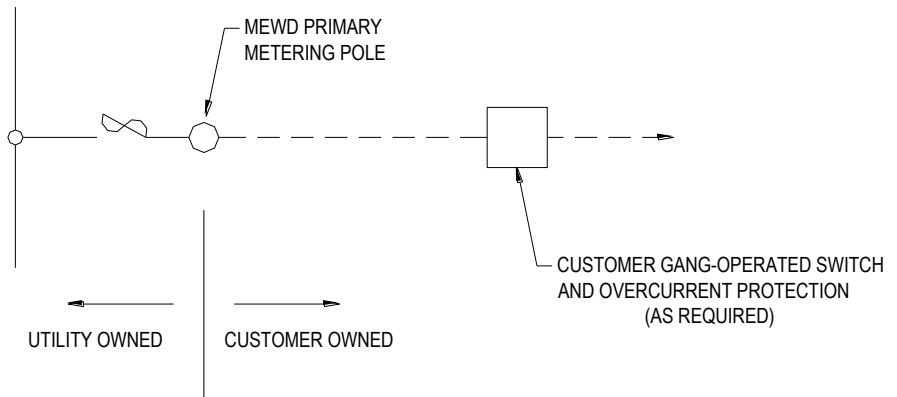 MEWD PRIMARY
METERING POLE
CUSTOMER GANG-OPERATED SWITCH
AND OVERCURRENT PROTECTION
(AS REQUIRED)
UTILITY OWNED
CUSTOMER OWNED